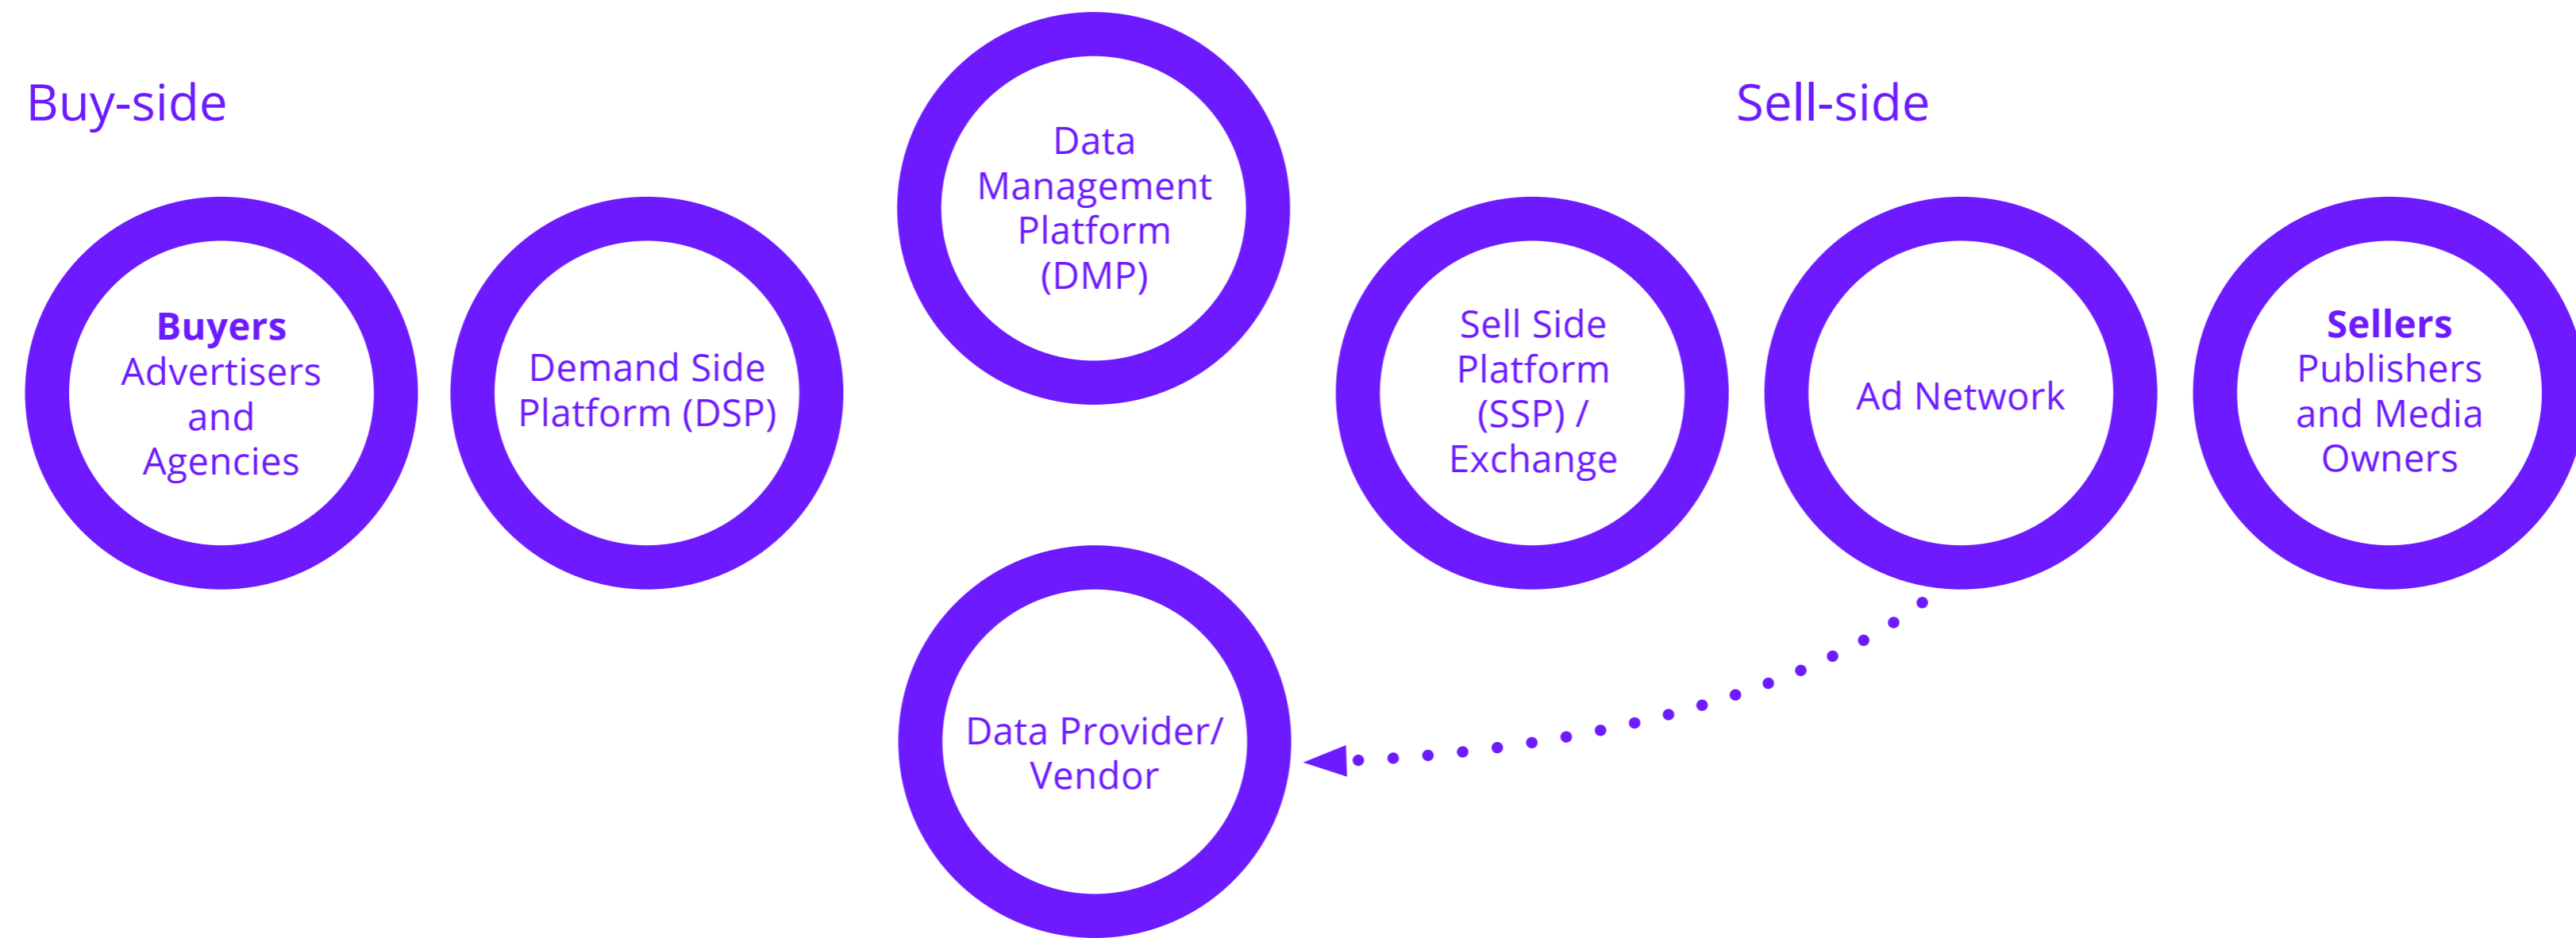 Buy-side
Sell-side
Buyers
Advertisers
and
Agencies
Demand Side
Platform (DSP)
Data
Management
Platform
(DMP)
Data Provider/
Vendor
Sell Side
Platform
(SSP) /
Exchange
Ad Network
Sellers
Publishers
and Media
Owners